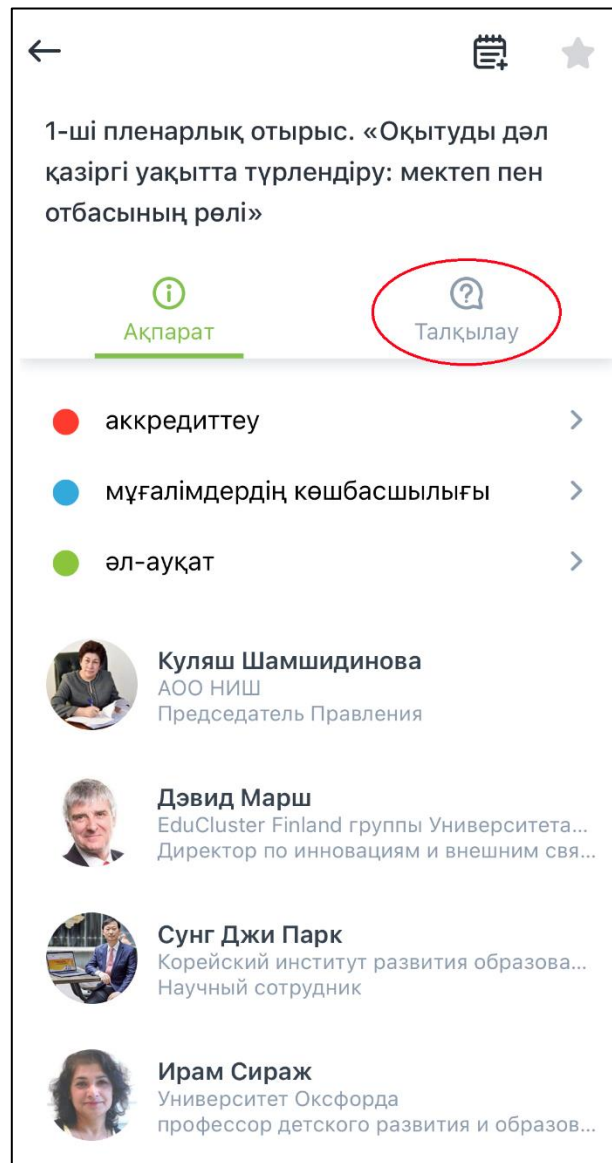 1-ші пленарлық отырыс. «Оқытуды дәл
қазіргі уақытта түрлендіру: мектеп пен
отбасының рөлі»
Ақпарат
Талқылау
аккредиттеу
мұғалімдердің көшбасшылығы
әл-ауқат
Куляш Шамшидинова
АОО НИШ
Председатель Правления
Дэвид Марш
EduCluster Finland группы Университета...
Директор по инновациям и внешним свя...
Сунг Джи Парк
Корейский институт развития образова...
Научный сотрудник
Ирам Сираж
Университет Оксфорда
профессор детского развития и образов...